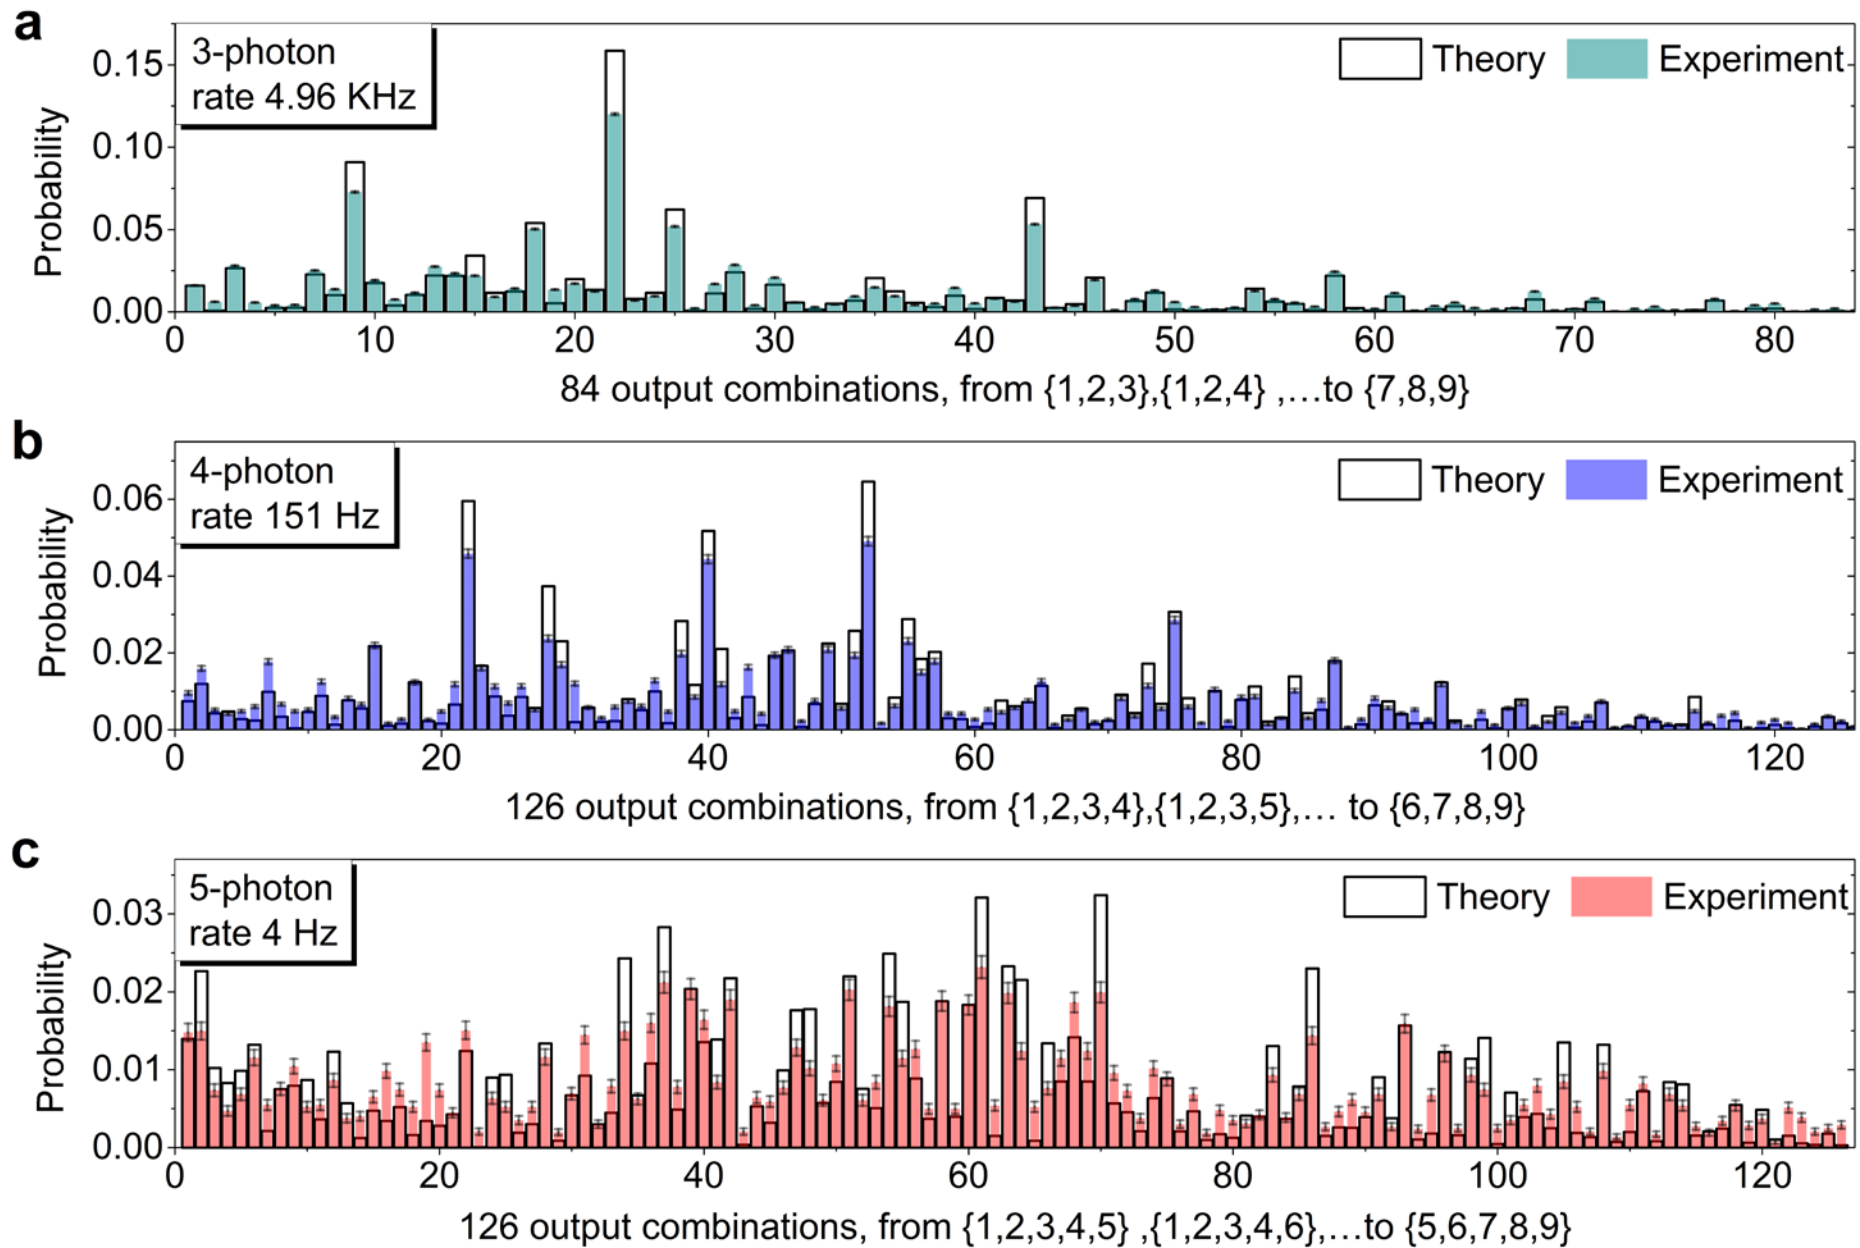 a
3-photon
rate 4.96 KHz
Theory Experiment
Probability
0.15
0.10
0.05
0.00
0 10 20 30 40 50 60 70 80
84 output combinations, from {1,2,3},{1,2,4} ,…to {7,8,9}
b
4-photon
rate 151 Hz
Theory Experiment
Probability
0.06
0.04
0.02
0.00
0 20 40 60 80 100 120
126 output combinations, from {1,2,3,4},{1,2,3,5},… to {6,7,8,9}
c
5-photon
rate 4 Hz
Theory Experiment
Probability
0.03
0.02
0.01
0.00
0 20 40 60 80 100 120
126 output combinations, from {1,2,3,4,5} ,{1,2,3,4,6},…to {5,6,7,8,9}